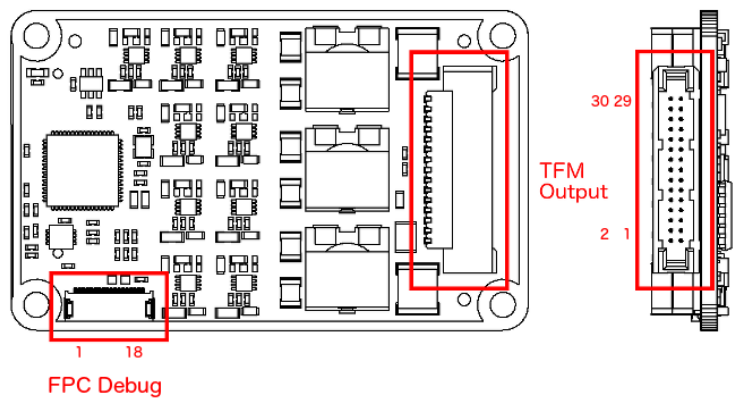 30 29
TFM
Output
2 1
1 18
FPC Debug